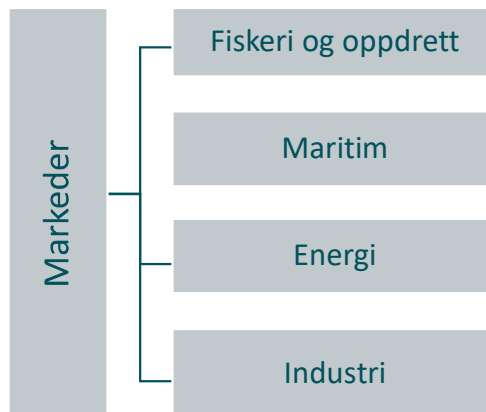 Markeder
Fiskeri og oppdrett
Maritim
Energi
Industri